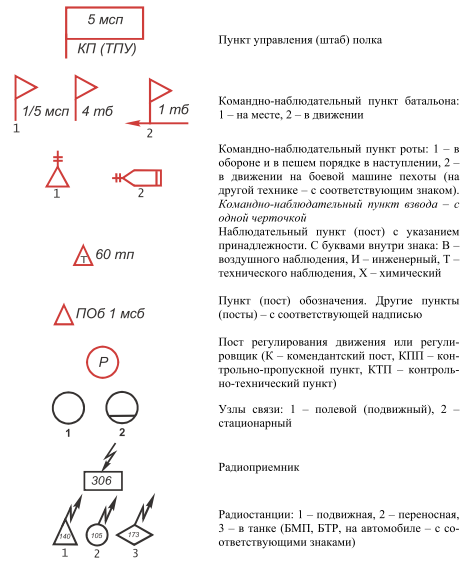 5 мсп
КП (ТПУ)
Пункт управления (штаб) полка
1/5 мсп
4 тб
1 тб
1
2
Командно-наблюдательный пункт батальона:
1 – на месте, 2 – в движении
1
2
Командно-наблюдательный пункт роты: 1 – в
обороне и в пешем порядке в наступлении, 2 –
в движении на боевой машине пехоты (на
другой технике – с соответствующим знаком).
Командно-наблюдательный пункт взвода – с
одной черточкой
Т
60 тп
Наблюдательный пункт (пост) с указанием
принадлежности. С буквами внутри знака: В –
воздушного наблюдения, И – инженерный, Т –
технического наблюдения, Х – химический
ПОб 1 мсб
Пункт (пост) обозначения. Другие пункты
(посты) – с соответствующей надписью
Р
Пост регулирования движения или регули-
ровщик (К – комендантский пост, КПП – кон-
трольно-пропускной пункт, КТП – контроль-
но-технический пункт)
1
2
Узлы связи: 1 – полевой (подвижный), 2 –
стационарный
306
Радиоприемник
140
105
173
1
2
3
Радиостанции: 1 – подвижная, 2 – переносная,
3 – в танке (БМП, БТР, на автомобиле – с со-
ответствующими знаками)